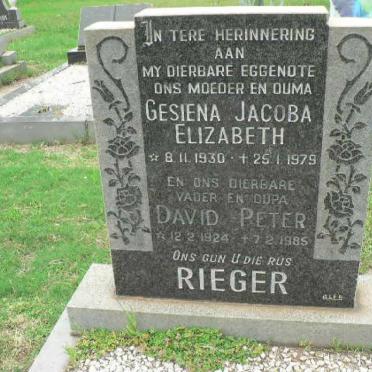 IN TERE HERINNERING
AAN
MY DIERBARE EGGENOTE
ONS MOEDER EN OUMA
GESIENA JACOBA
ELIZABETH
☆ 8.11.1930 - ✝ 25.1.1979
EN ONS DIERBARE
VADER EN OUPA
DAVID PETER
☆ 12.2.1924 - ✝ 7.2.1985
ONS GUN U DIE RUS
RIEGER